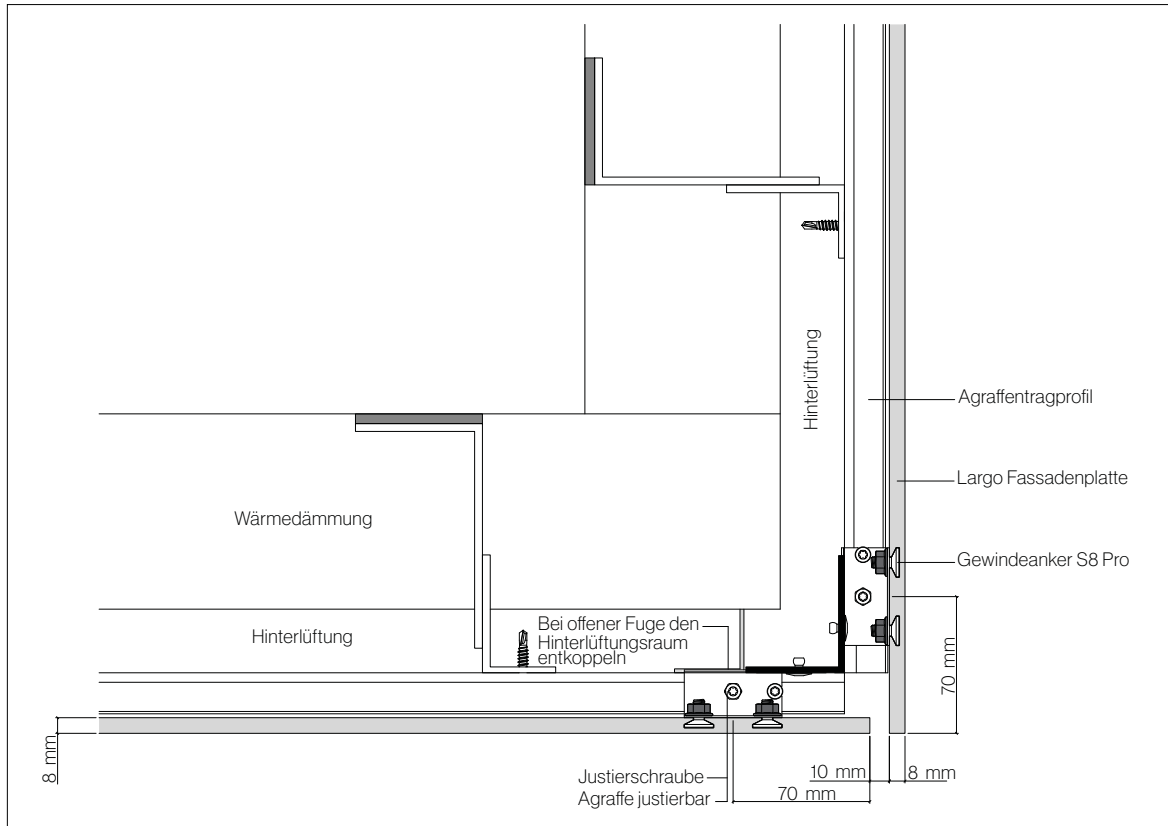 Hinterlüftung
Agraffentragprofil
Largo Fassadenplatte
Wärmedämmung
Gewindeanker S8 Pro
Hinterlüftung
Bei offener Fuge den
Hinterlüftungsraum
entkoppeln
70 mm
8 mm
Justierschraube
Agraffe justierbar
70 mm
10 mm
8 mm